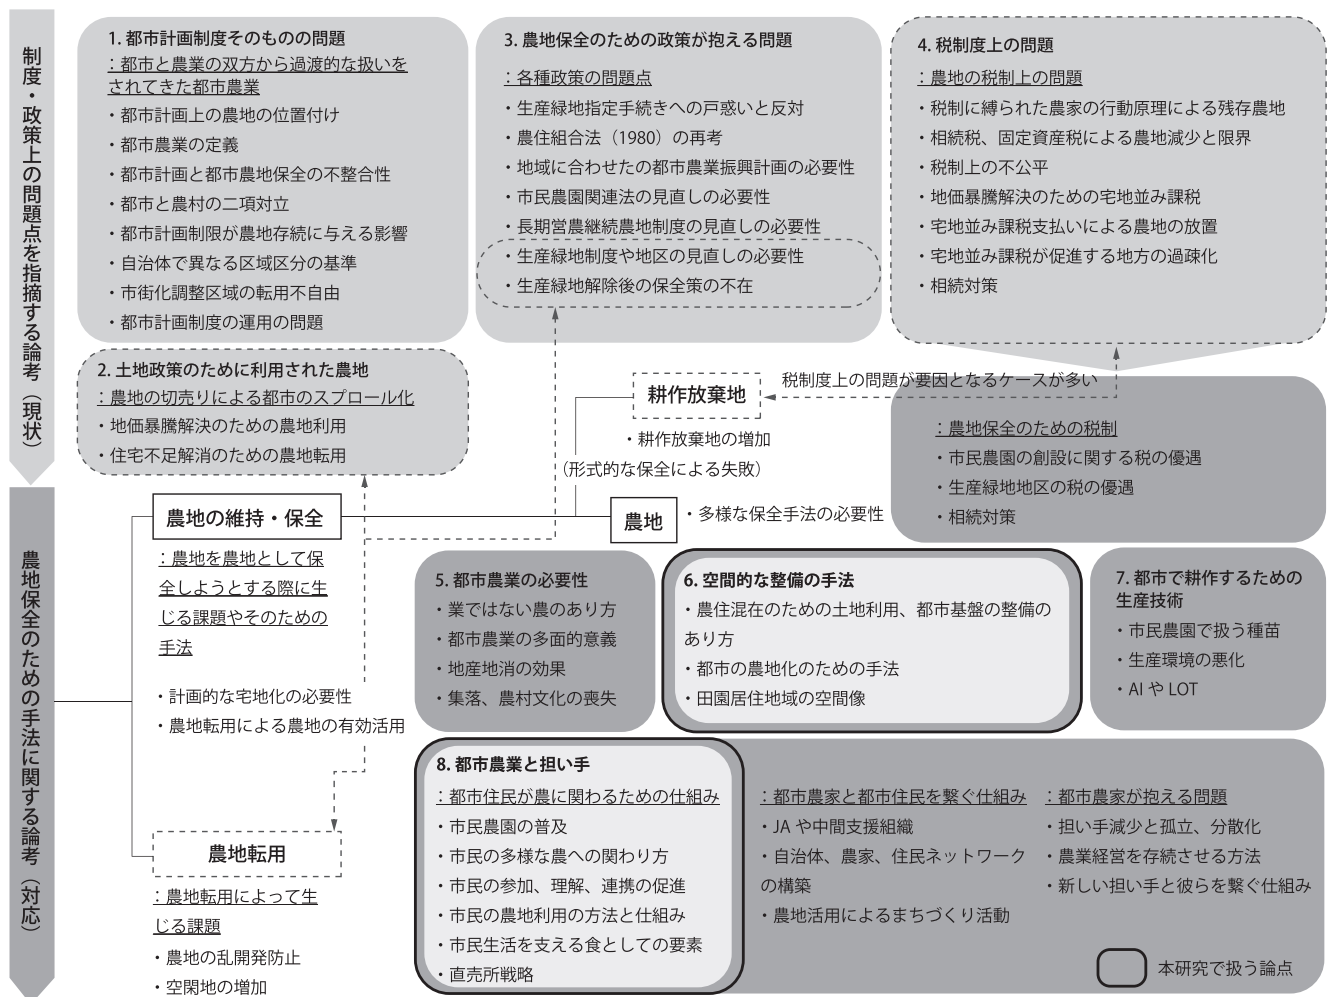 制度・政策上の問題点を指摘する論考（現状）
1. 都市計画制度そのものの問題
：都市と農業の双方から過渡的な扱いを
されてきた都市農業
・都市計画上の農地の位置付け
・都市農業の定義
・都市計画と都市農地保全の不整合性
・都市と農村の二項対立
・都市計画制限が農地存続に与える影響
・自治体で異なる区域区分の基準
・市街化調整区域の転用不自由
・都市計画制度の運用の問題
2. 土地政策のために利用された農地
：農地の切売りによる都市のスプロール化
・地価暴騰解決のための農地利用
・住宅不足解消のための農地転用
3. 農地保全のための政策が抱える問題
：各種政策の問題点
・生産緑地指定手続きへの戸惑いと反対
・農住組合法（1980）の再考
・地域に合わせたの都市農業振興計画の必要性
・市民農園関連法の見直しの必要性
・長期営農継続農地制度の見直しの必要性
・生産緑地制度や地区の見直しの必要性
・生産緑地解除後の保全策の不在
4. 税制度上の問題
：農地の税制上の問題
・税制に縛られた農家の行動原理による残存農地
・相続税、固定資産税による農地減少と限界
・税制上の不公平
・地価暴騰解決のための宅地並み課税
・宅地並み課税支払いによる農地の放置
・宅地並み課税が促進する地方の過疎化
・相続対策
税制度上の問題が要因となるケースが多い
耕作放棄地
・耕作放棄地の増加
（形式的な保全による失敗）
：農地保全のための税制
・市民農園の創設に関する税の優遇
・生産緑地地区の税の優遇
・相続対策
農地保全のための手法に関する論考（対応）
農地の維持・保全
農地
・多様な保全手法の必要性
：農地を農地として保
全しようとする際に生
じる課題やそのための
手法
・計画的な宅地化の必要性
・農地転用による農地の有効活用
農地転用
：農地転用によって生
じる課題
・農地の乱開発防止
・空閑地の増加
5. 都市農業の必要性
・業ではない農のあり方
・都市農業の多面的意義
・地産地消の効果
・集落、農村文化の喪失
6. 空間的な整備の手法
・農住混在のための土地利用、都市基盤の整備の
あり方
・都市の農地化のための手法
・田園居住地域の空間像
7. 都市で耕作するための
生産技術
・市民農園で扱う種苗
・生産環境の悪化
・AI や LOT
8. 都市農業と担い手
：都市住民が農に関わるための仕組み
・市民農園の普及
・市民の多様な農への関わり方
・市民の参加、理解、連携の促進
・市民の農地利用の方法と仕組み
・市民生活を支える食としての要素
・直売所戦略
：都市農家と都市住民を繋ぐ仕組み
・JA や中間支援組織
・自治体、農家、住民ネットワーク
の構築
・農地活用によるまちづくり活動
：都市農家が抱える問題
・担い手減少と孤立、分散化
・農業経営を存続させる方法
・新しい担い手と彼らを繋ぐ仕組み
本研究で扱う論点